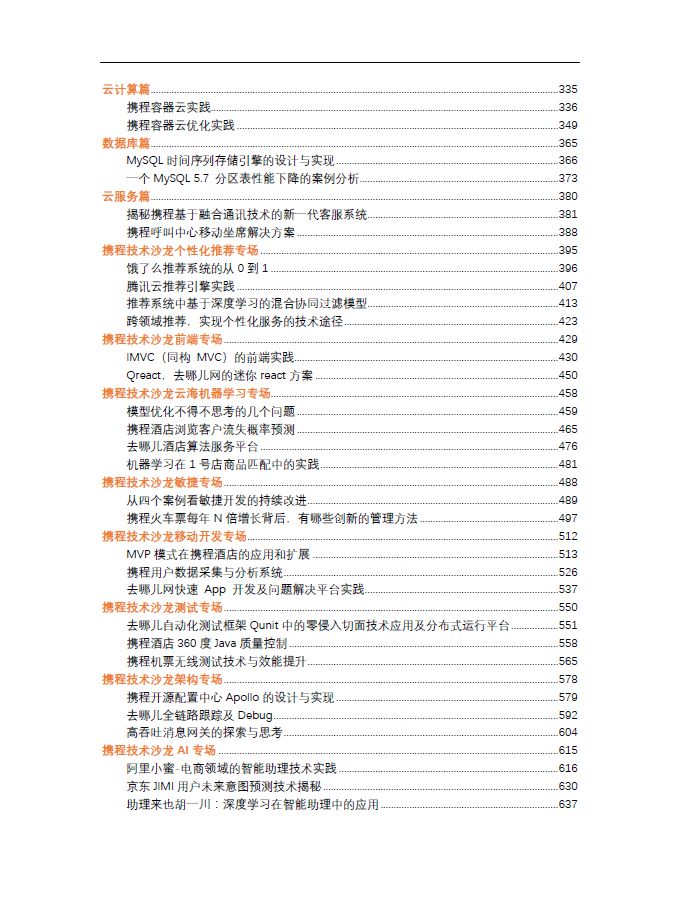 云计算篇 335
携程容器云实践 336
携程容器云优化实践 349
数据库篇 365
MySQL 时间序列存储引擎的设计与实现 366
一个 MySQL 5.7 分区表性能下降的案例分析 373
云服务篇 380
揭秘携程基于融合通讯技术的新一代客服系统 381
携程呼叫中心移动坐席解决方案 388
携程技术沙龙个性化推荐专场 395
饿了么推荐系统的从 0 到 1 396
腾讯云推荐引擎实践 407
推荐系统中基于深度学习的混合协同过滤模型 413
跨领域推荐，实现个性化服务的技术途径 423
携程技术沙龙前端专场 429
IMVC（同构 MVC）的前端实践 430
Qreact，去哪儿网的迷你 react 方案 450
携程技术沙龙云海机器学习专场 458
模型优化不得不思考的几个问题 459
携程酒店浏览客户流失概率预测 465
去哪儿酒店算法服务平台 476
机器学习在 1 号店商品匹配中的实践 481
携程技术沙龙敏捷专场 488
从四个案例看敏捷开发的持续改进 489
携程火车票每年 N 倍增长背后，有哪些创新的管理方法 497
携程技术沙龙移动开发专场 512
MVP 模式在携程酒店的应用和扩展 513
携程用户数据采集与分析系统 526
去哪儿网快速 App 开发及问题解决平台实践 537
携程技术沙龙测试专场 550
去哪儿自动化测试框架 Qunit 中的零侵入切面技术应用及分布式运行平台 551
携程酒店 360 度 Java 质量控制 558
携程机票无线测试技术与效能提升 565
携程技术沙龙架构专场 578
携程开源配置中心 Apollo 的设计与实现 579
去哪儿全链路跟踪及 Debug 592
高吞吐消息网关的探索与思考 604
携程技术沙龙 AI 专场 615
阿里小蜜-电商领域的智能助理技术实践 616
京东 JIMI 用户未来意图预测技术揭秘 630
助理来也胡一川：深度学习在智能助理中的应用 637